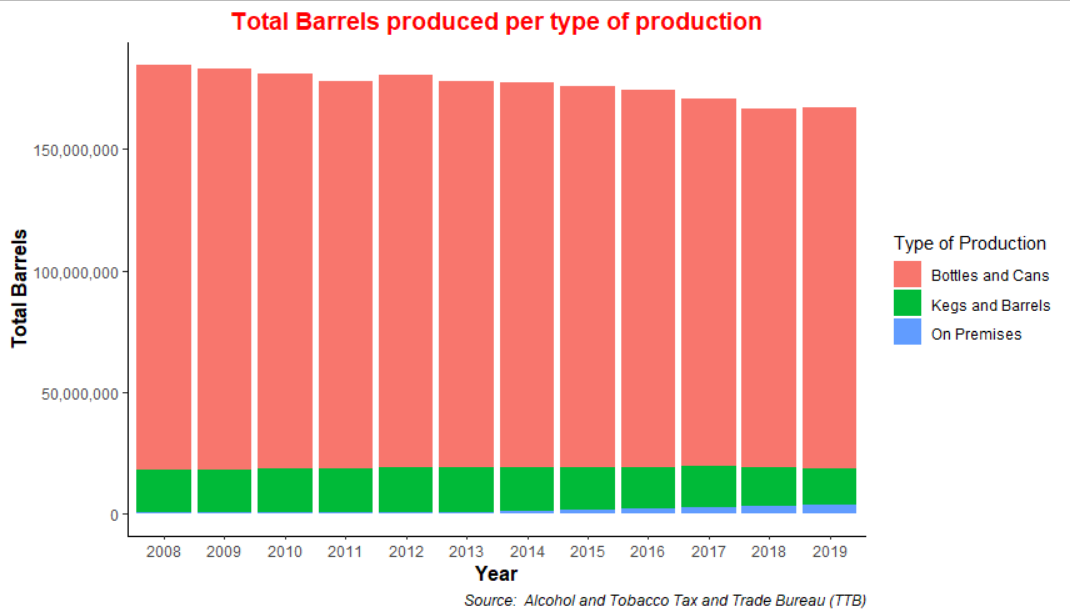 Total Barrels produced per type of production
Total Barrels
150,000,000
100,000,000
50,000,000
0
2008 2009 2010 2011 2012 2013 2014 2015 2016 2017 2018 2019
Year
Type of Production
Bottles and Cans
Kegs and Barrels
On Premises
Source: Alcohol and Tobacco Tax and Trade Bureau (TTB)